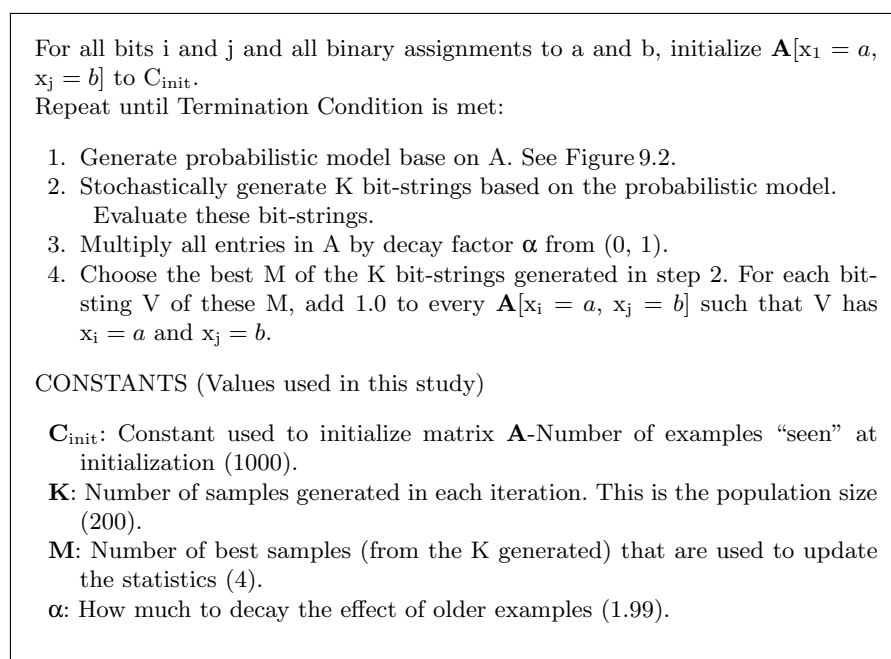 For all bits i and j and all binary assignments to a and b, initialize A[x₁ = a,
xⱼ = b] to C_init.
Repeat until Termination Condition is met:
1. Generate probabilistic model base on A. See Figure 9.2.
2. Stochastically generate K bit-strings based on the probabilistic model.
Evaluate these bit-strings.
3. Multiply all entries in A by decay factor α from (0, 1).
4. Choose the best M of the K bit-strings generated in step 2. For each bit-
sting V of these M, add 1.0 to every A[xᵢ = a, xⱼ = b] such that V has
xᵢ = a and xⱼ = b.
CONSTANTS (Values used in this study)
C_init: Constant used to initialize matrix A-Number of examples “seen” at
initialization (1000).
K: Number of samples generated in each iteration. This is the population size
(200).
M: Number of best samples (from the K generated) that are used to update
the statistics (4).
α: How much to decay the effect of older examples (1.99).